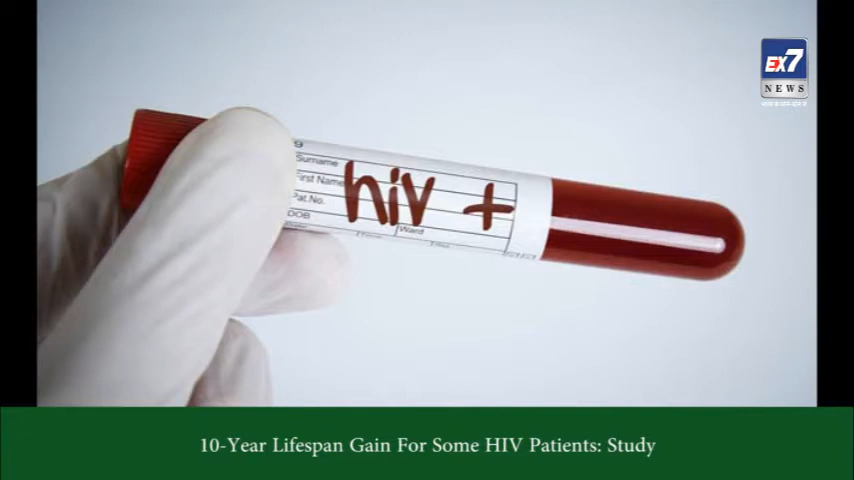 EX7
NEWS
9
Surname
First Name
Pat No.
DOB
Ward
hiv +
10-Year Lifespan Gain For Some HIV Patients: Study